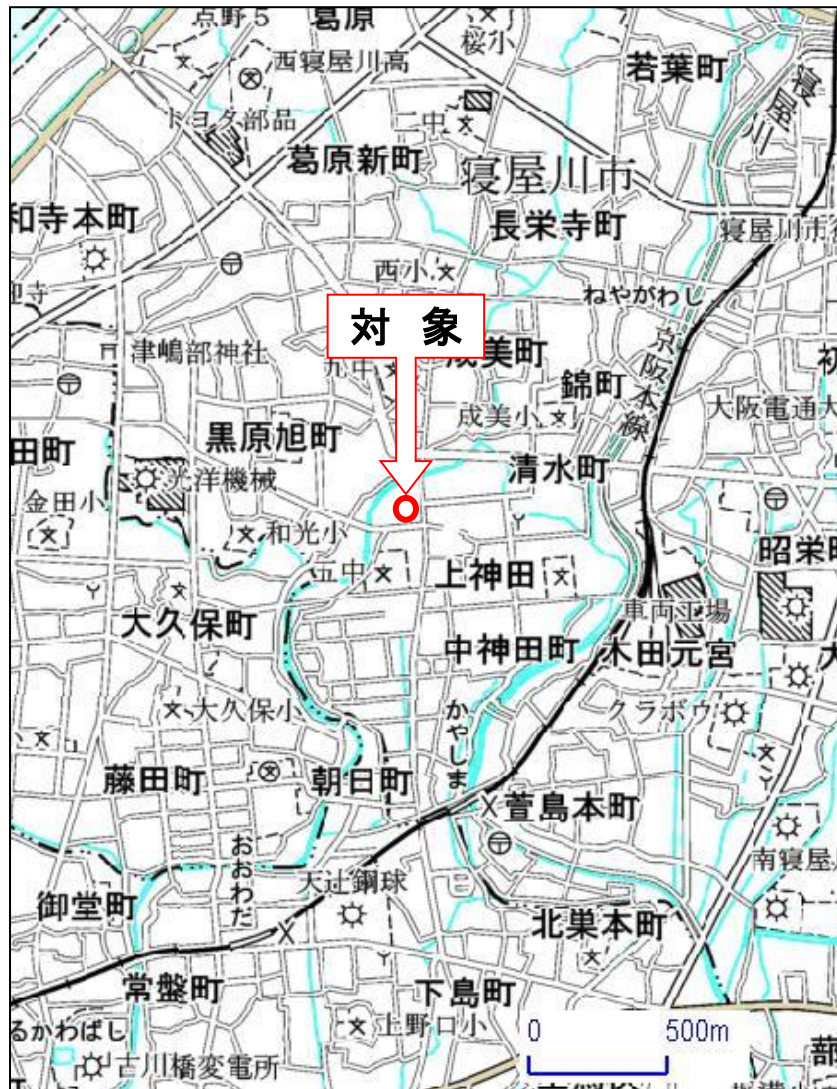 点野5
葛原
桜小
西寝屋川高
若葉町
寝屋川
トヨタ部品
二中
葛原新町
寝屋川市
和寺本町
長栄寺町
寝屋川市
西小
ねやがわし
対 象
京阪本線
津嶋部神社
九中
成美町
錦町
成美小
大阪電通大
黒原旭町
田町
光洋機械
清水町
金田小
和光小
昭栄町
五中
上神田
大久保町
車両工場
中神田町
木田元宮
大久保小
かやしま
クラボウ
藤田町
朝日町
萱島本町
おおわだ
天辻鋼球
南寝屋
御堂町
北巣本町
常盤町
下島町
るかわばし
上野口小
0 500m
古川橋変電所